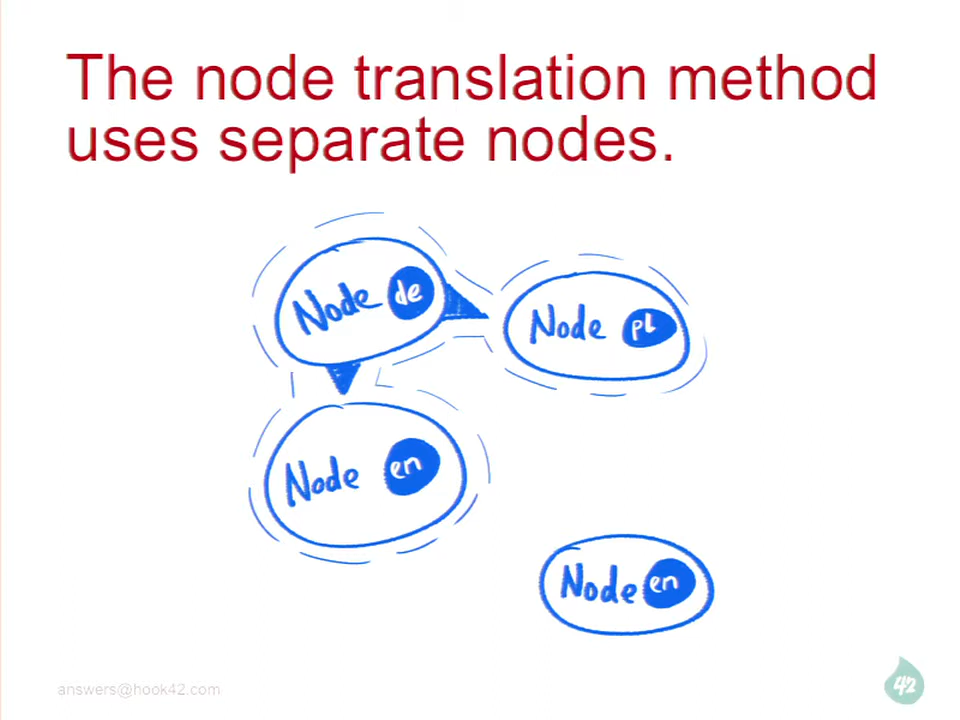 The node translation method
uses separate nodes.
Node de
Node pl
Node en
Node en
answers@hook42.com
42